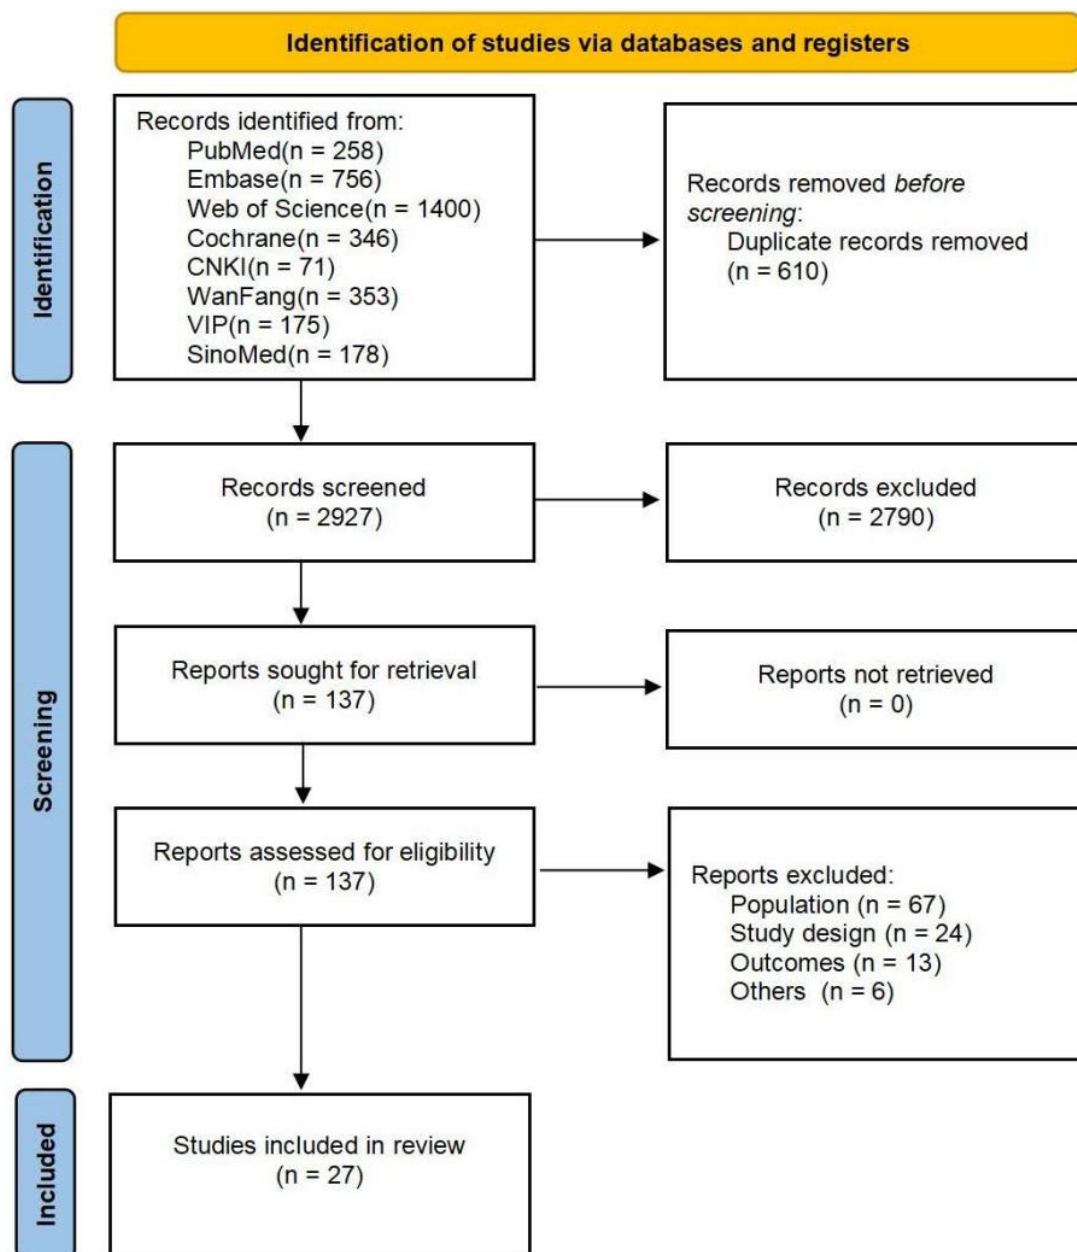 Identification of studies via databases and registers
Identification
Records identified from:
PubMed(n = 258)
Embase(n = 756)
Web of Science(n = 1400)
Cochrane(n = 346)
CNKI(n = 71)
WanFang(n = 353)
VIP(n = 175)
SinoMed(n = 178)
Records removed before
screening:
Duplicate records removed
(n = 610)
Screening
Records screened
(n = 2927)
Records excluded
(n = 2790)
Reports sought for retrieval
(n = 137)
Reports not retrieved
(n = 0)
Reports assessed for eligibility
(n = 137)
Reports excluded:
Population (n = 67)
Study design (n = 24)
Outcomes (n = 13)
Others (n = 6)
Included
Studies included in review
(n = 27)